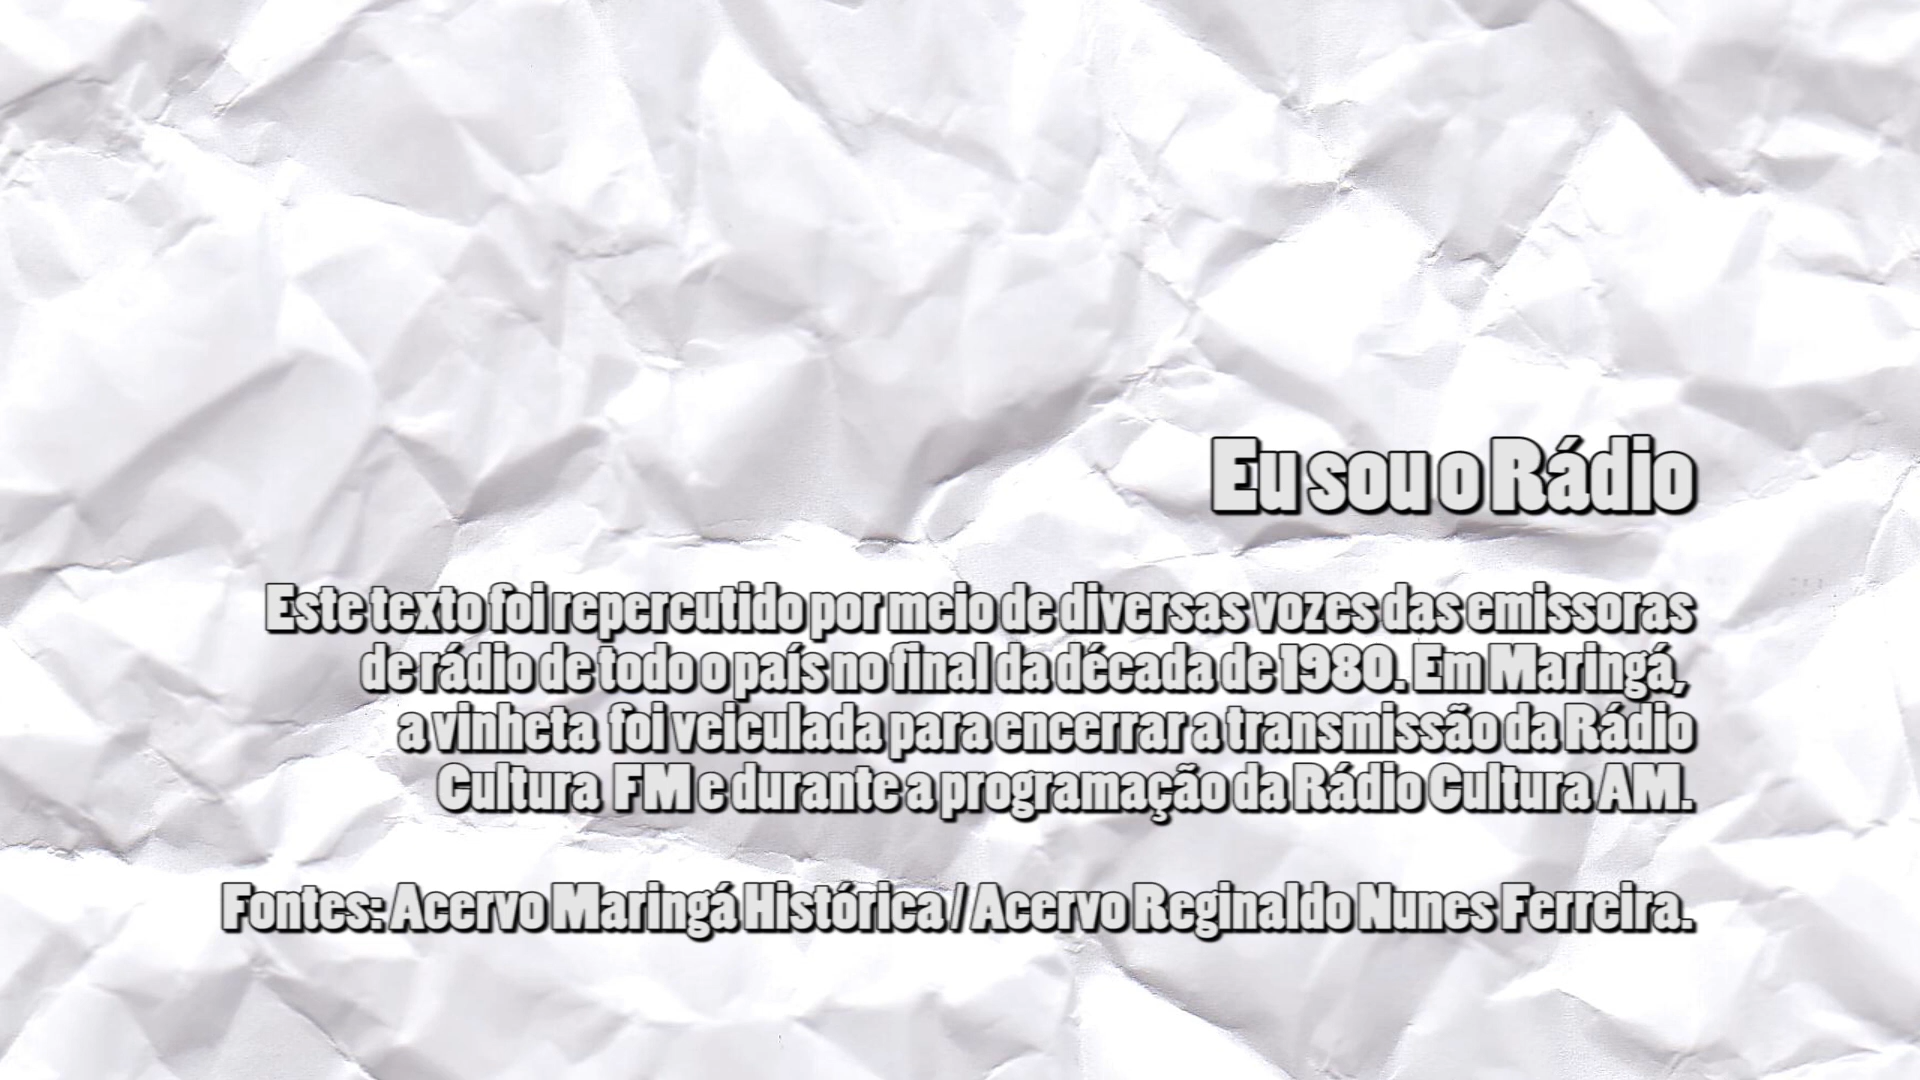 Eu sou o Rádio
Este texto foi repercutido por meio de diversas vozes das emissoras
de rádio de todo o país no final da década de 1980. Em Maringá,
a vinheta foi veiculada para encerrar a transmissão da Rádio
Cultura FM e durante a programação da Rádio Cultura AM.
Fontes: Acervo Maringá Histórica / Acervo Reginaldo Nunes Ferreira.